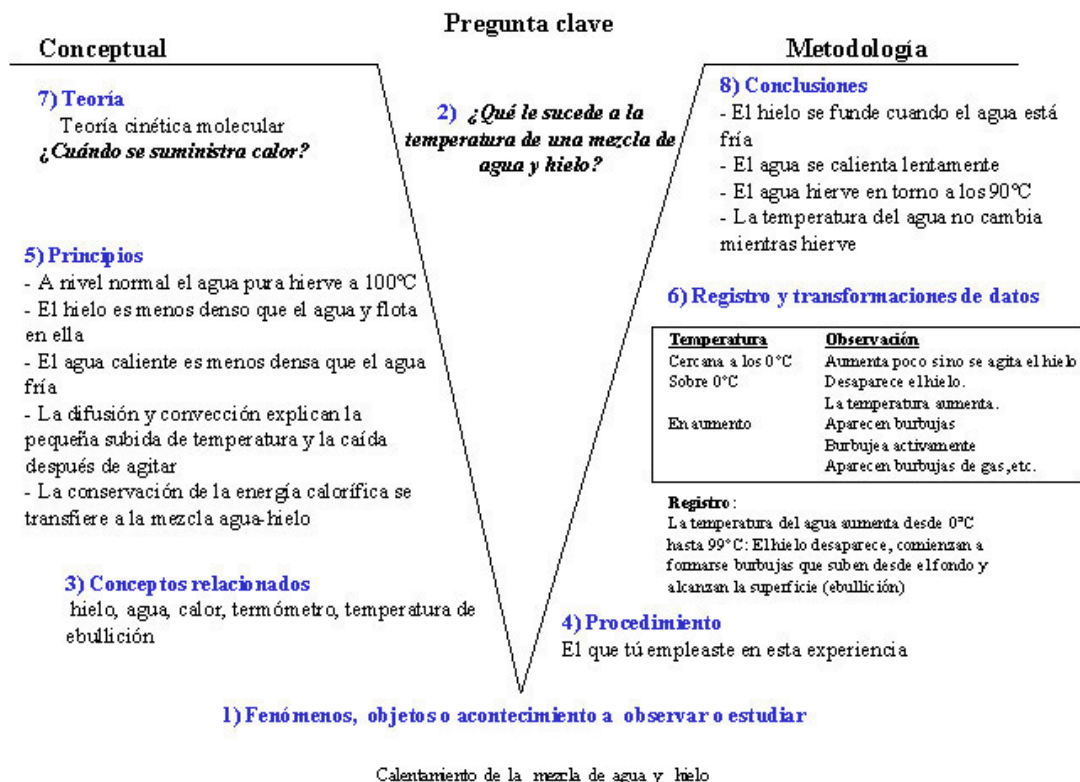 Pregunta clave
Conceptual
Metodología
7) Teoría
Teoría cinética molecular
¿Cuándo se suministra calor?
2) ¿Qué le sucede a la
temperatura de una mezcla de
agua y hielo?
8) Conclusiones
- El hielo se funde cuando el agua está
fría
- El agua se calienta lentamente
- El agua hierve en torno a los 90ºC
- La temperatura del agua no cambia
mientras hierve
5) Principios
- A nivel normal el agua pura hierve a 100ºC
- El hielo es menos denso que el agua y flota
en ella
- El agua caliente es menos densa que el agua
fría
- La difusión y convección explican la
pequeña subida de temperatura y la caída
después de agitar
- La conservación de la energía calorífica se
transfiere a la mezcla agua-hielo
6) Registro y transformaciones de datos
Temperatura Observación
Cercana a los 0°C Aumenta poco si no se agita el hielo
Sobre 0°C Desaparece el hielo.
La temperatura aumenta.
En aumento Aparecen burbujas
Burbujea activamente
Aparecen burbujas de gas,etc.
Registro:
La temperatura del agua aumenta desde 0°C
hasta 99°C: El hielo desaparece, comienzan a
formarse burbujas que suben desde el fondo y
alcanzan la superficie (ebullición)
3) Conceptos relacionados
hielo, agua, calor, termómetro, temperatura de
ebullición
4) Procedimiento
El que tú empleaste en esta experiencia
1) Fenómenos, objetos o acontecimiento a observar o estudiar
Calentamiento de la mezcla de agua y hielo